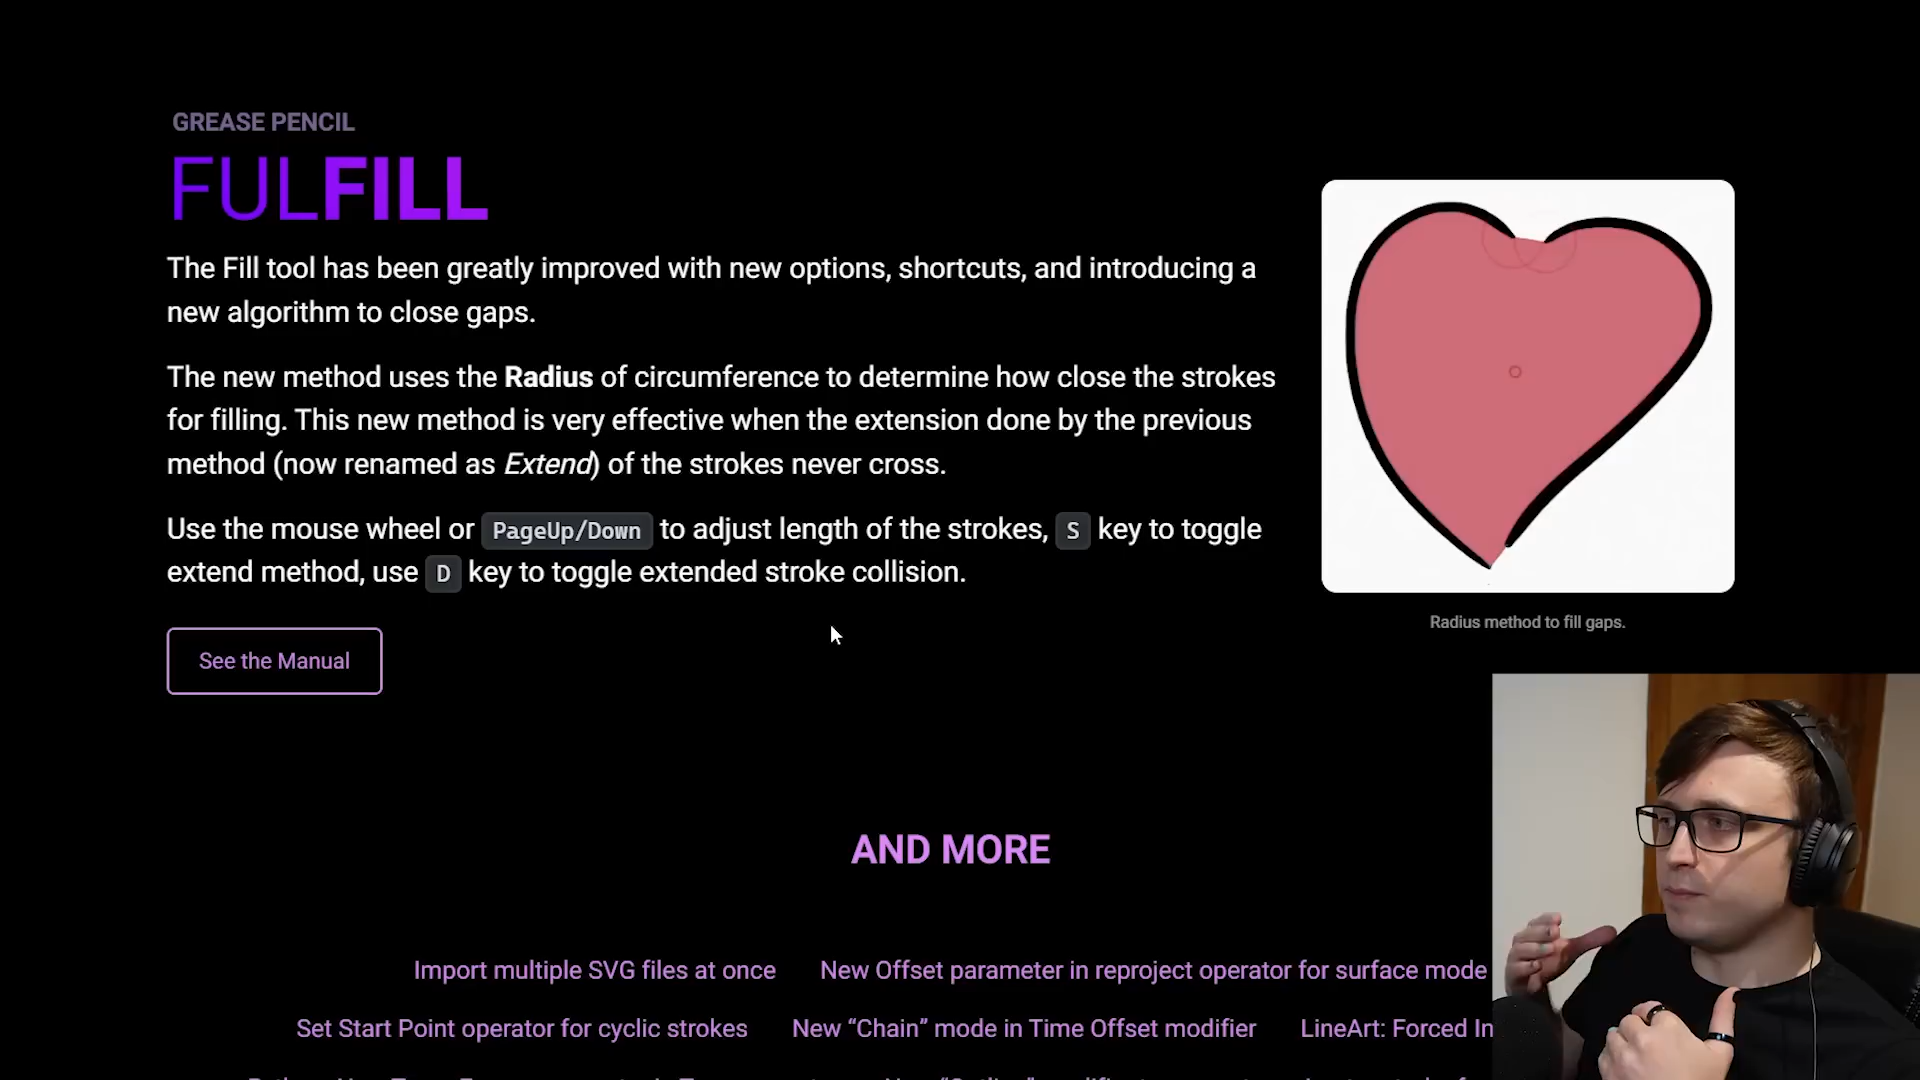 GREASE PENCIL
FULFILL
The Fill tool has been greatly improved with new options, shortcuts, and introducing a
new algorithm to close gaps.
The new method uses the Radius of circumference to determine how close the strokes
for filling. This new method is very effective when the extension done by the previous
method (now renamed as Extend) of the strokes never cross.
Use the mouse wheel or PageUp/Down to adjust length of the strokes, S key to toggle
extend method, use D key to toggle extended stroke collision.
See the Manual
Radius method to fill gaps.
AND MORE
Import multiple SVG files at once New Offset parameter in reproject operator for surface mode
Set Start Point operator for cyclic strokes New “Chain” mode in Time Offset modifier LineArt: Forced In